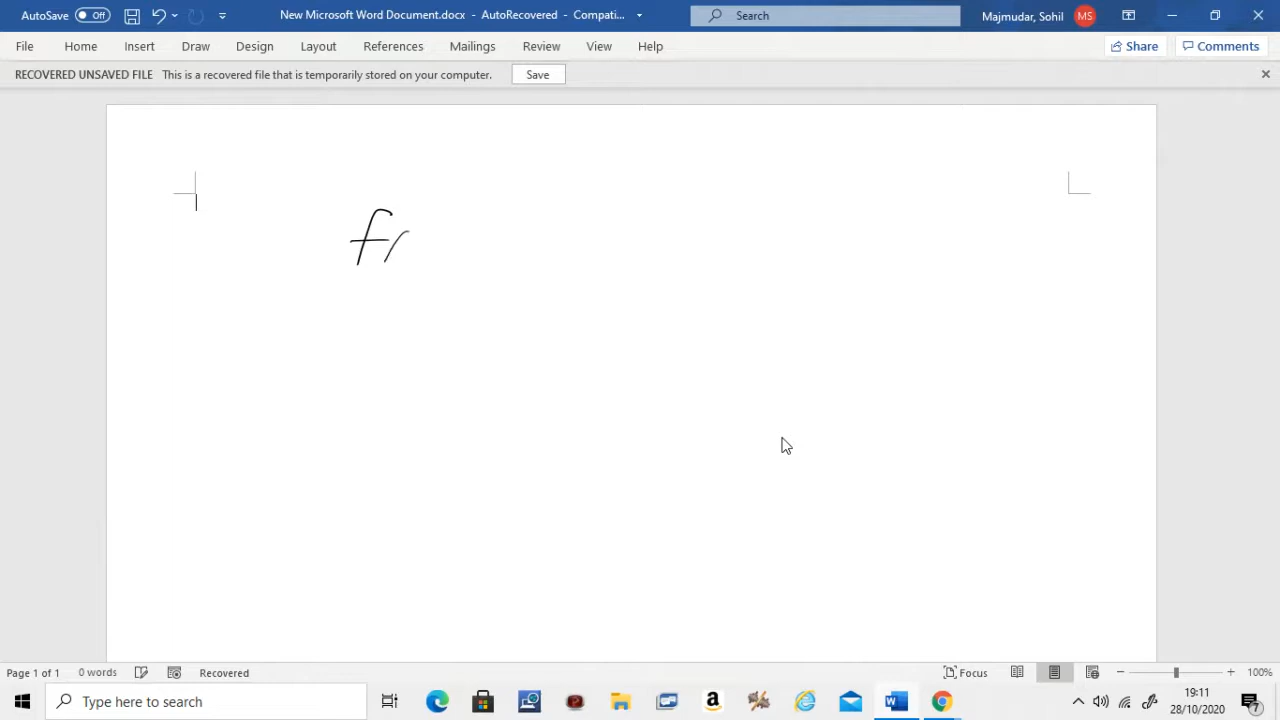 AutoSave Off New Microsoft Word Document.docx - AutoRecovered - Compati... Search Majmudar, Sohil MS
File Home Insert Draw Design Layout References Mailings Review View Help Share Comments
RECOVERED UNSAVED FILE This is a recovered file that is temporarily stored on your computer. Save
fr
Page 1 of 1 0 words Recovered Focus 100%
Type here to search 19:11
28/10/2020 7